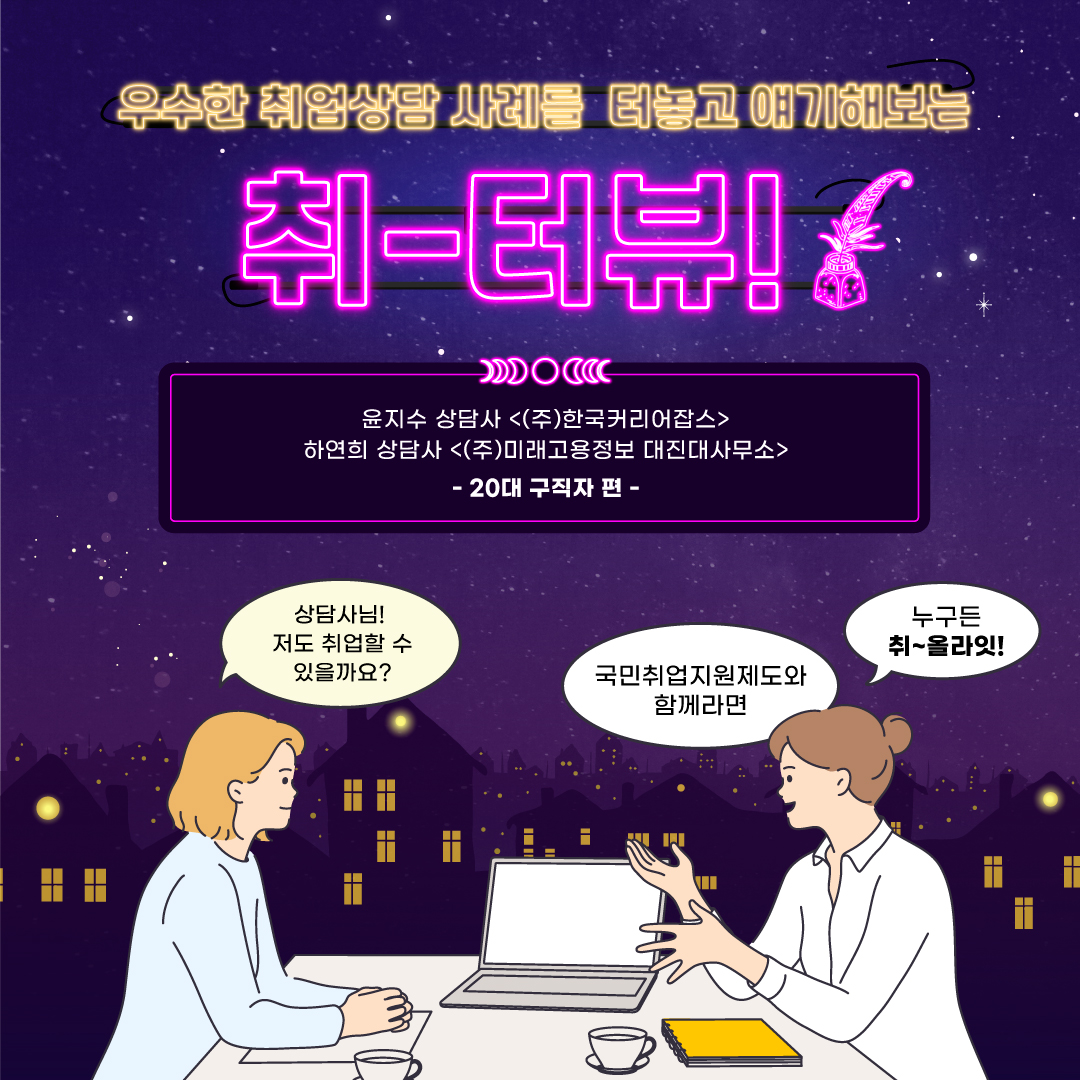 우수한 취업상담 사례를 터놓고 얘기해보는
취-터뷰!
윤지수 상담사 <(주)한국커리어잡스>
하연희 상담사 <(주)미래고용정보 대진대사무소>
- 20대 구직자 편 -
상담사님!
저도 취업할 수
있을까요?
국민취업지원제도와
함께라면
누구든
취~올라잇!